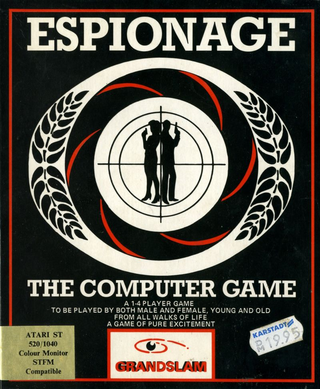 ESPIONAGE
THE COMPUTER GAME
A 1-4 PLAYER GAME
TO BE PLAYED BY BOTH MALE AND FEMALE, YOUNG AND OLD
FROM ALL WALKS OF LIFE
A GAME OF PURE EXCITEMENT
ATARI ST
520/1040
Colour Monitor
STFM
Compatible
GRANDSLAM
KARSTADT
19.95